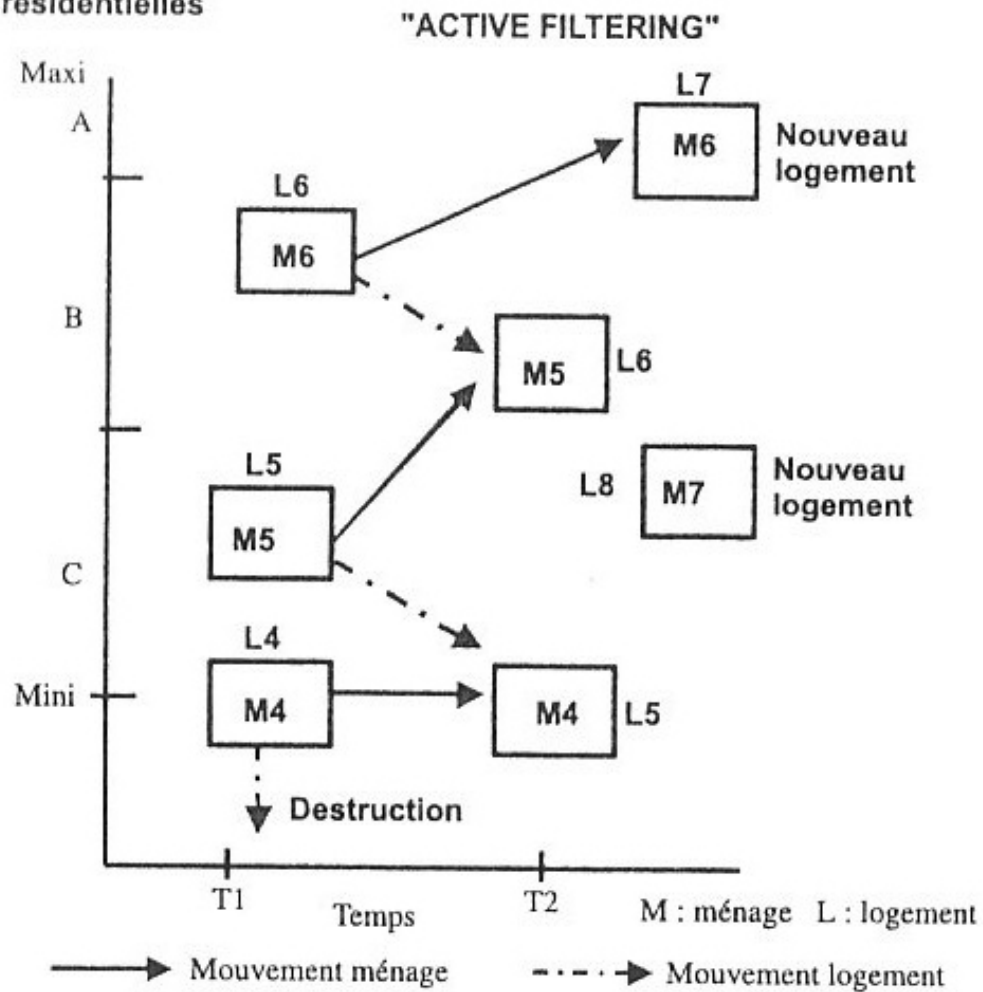 résidentielles
"ACTIVE FILTERING"
Maxi
A
L7
M6
Nouveau
logement
L6
M6
B
M5
L6
L5
M5
L8
M7
Nouveau
logement
C
L4
Mini
M4
M4
L5
Destruction
T1
Temps
T2
M : ménage L : logement
Mouvement ménage
Mouvement logement